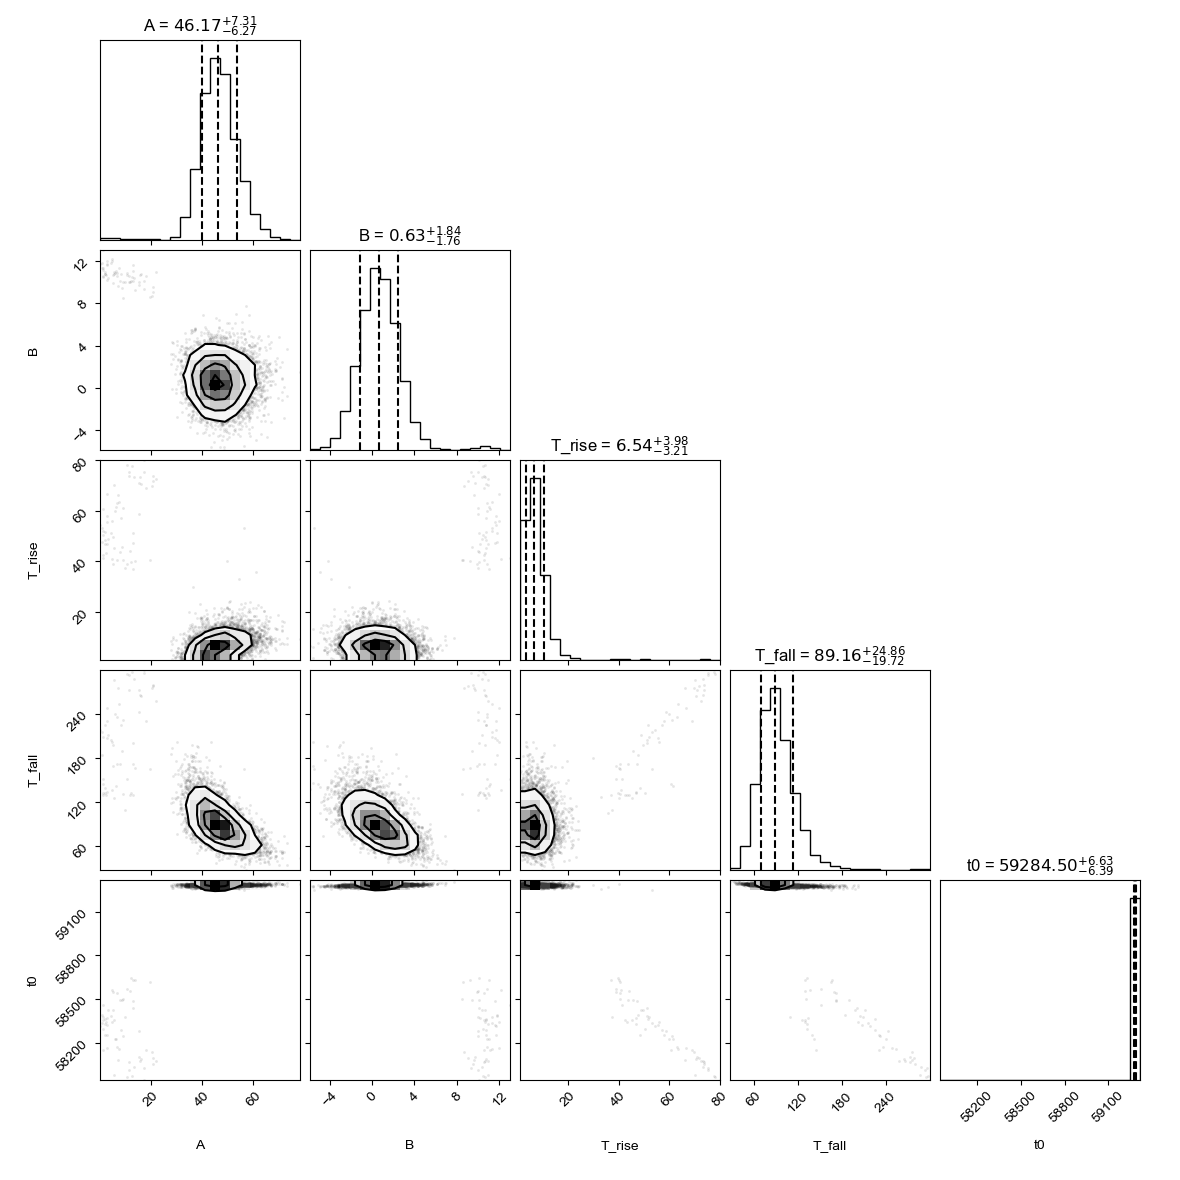 A = 46.17+7.31−6.27
12
8
4
0
−4
B
B = 0.63+1.84−1.76
80
60
40
20
T_rise
T_rise = 6.54+3.98−3.21
240
180
120
60
T_fall
T_fall = 89.16+24.86−19.72
59100
58800
58500
58200
t0
t0 = 59284.50+6.63−6.39
20 40 60
−4 0 4 8 12
20 40 60 80
60 120 180 240
58200 58500 58800 59100
A B T_rise T_fall t0